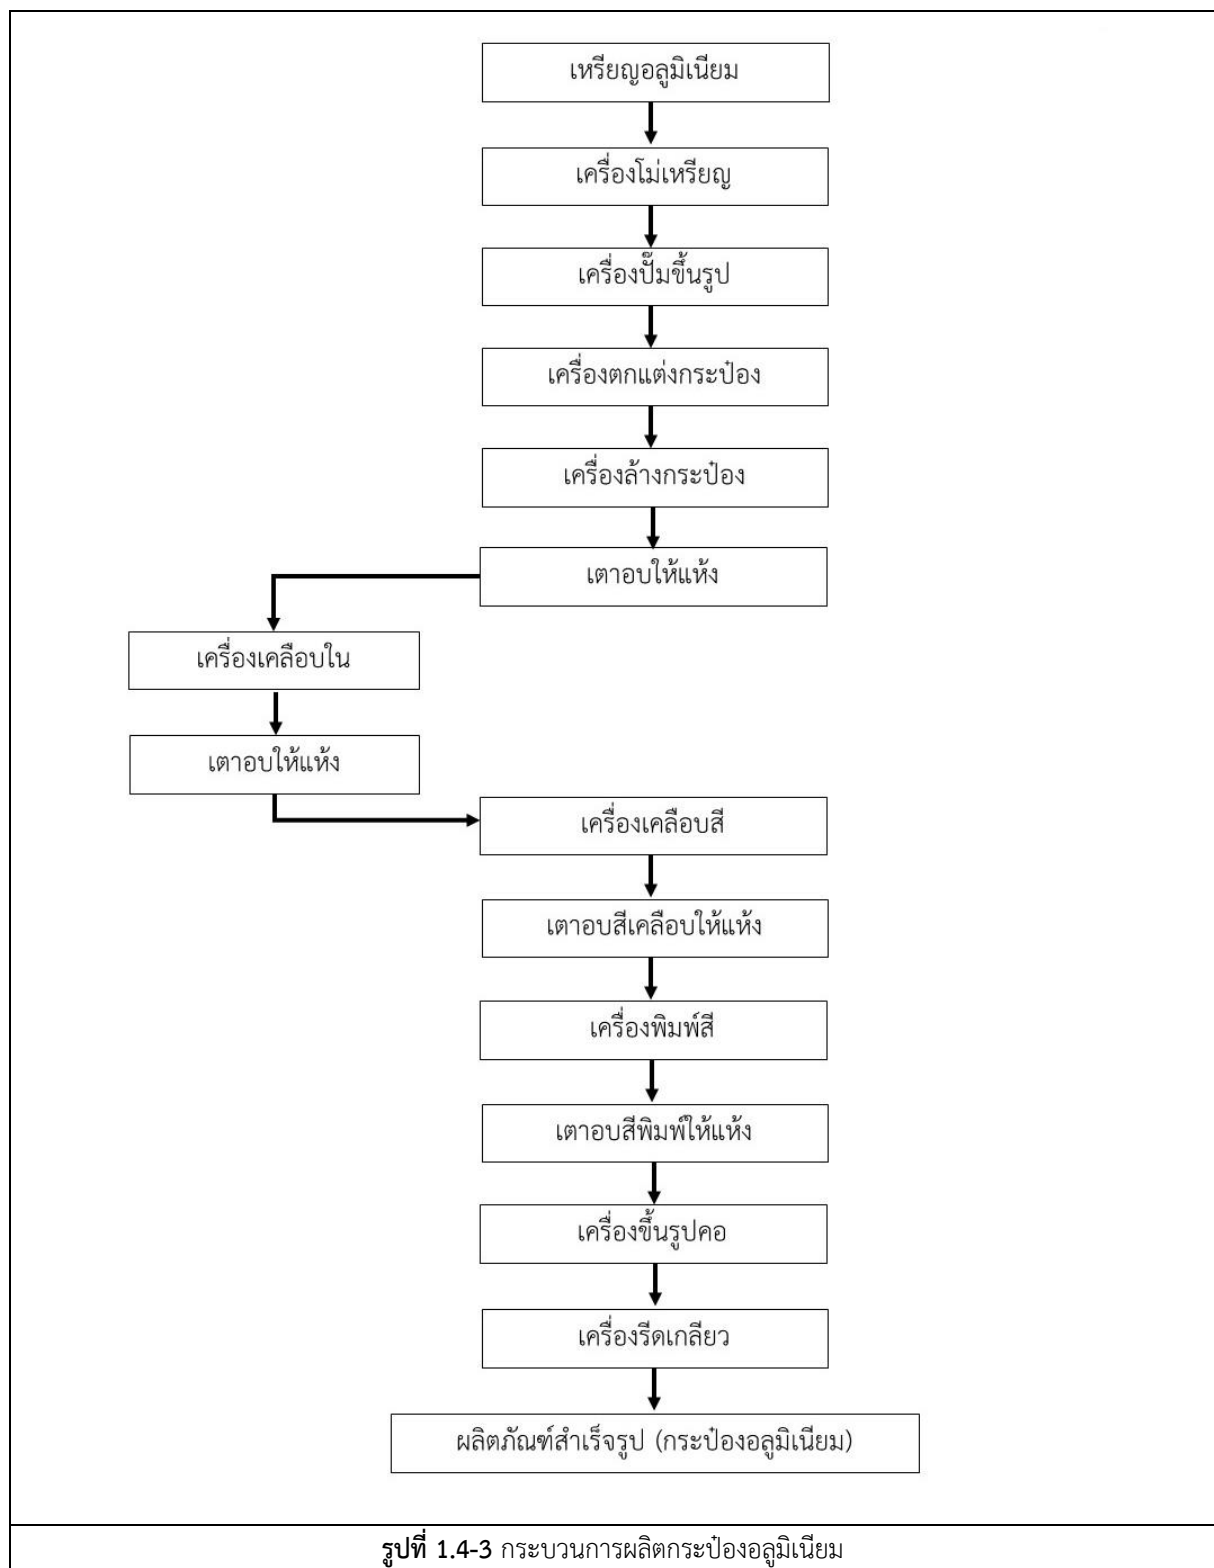 เหรียญอลูมิเนียม
เครื่องโม่เหรียญ
เครื่องปั๊มขึ้นรูป
เครื่องตกแต่งกระป๋อง
เครื่องล้างกระป๋อง
เตาอบให้แห้ง
เครื่องเคลือบใน
เตาอบให้แห้ง
เครื่องเคลือบสี
เตาอบสีเคลือบให้แห้ง
เครื่องพิมพ์สี
เตาอบสีพิมพ์ให้แห้ง
เครื่องขึ้นรูปคอ
เครื่องรีดเกลียว
ผลิตภัณฑ์สำเร็จรูป (กระป๋องอลูมิเนียม)
รูปที่ 1.4-3 กระบวนการผลิตกระป๋องอลูมิเนียม